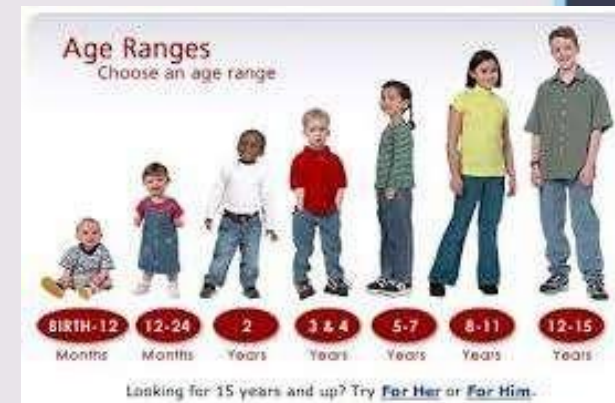 Age Ranges
Choose an age range
BIRTH-12 12-24 2 3 & 4 5-7 8-11 12-15
Months Months Years Years Years Years Years
Looking for 15 years and up? Try For Her or For Him.